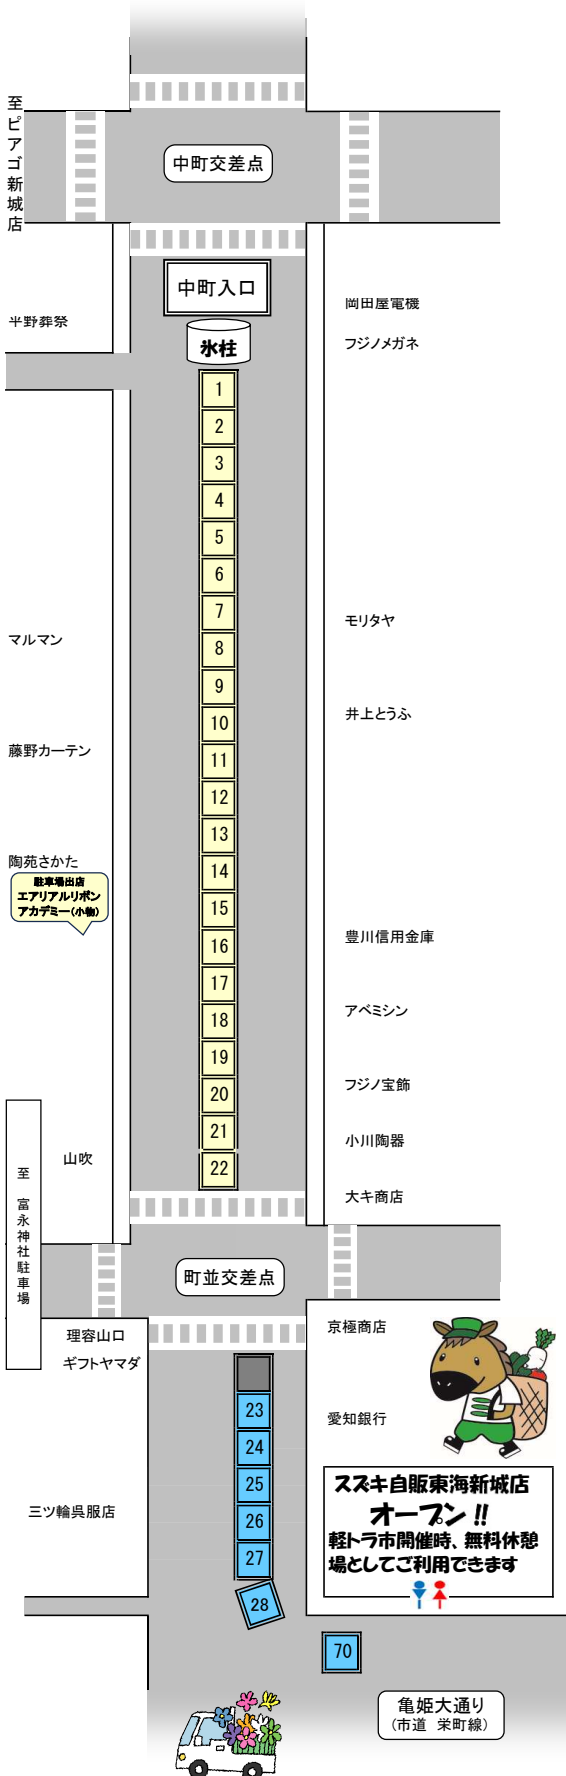 至ピアゴ新城店
中町交差点
中町入口
岡田屋電機
平野葬祭
フジノメガネ
氷柱
1
2
3
4
5
6
7
モリタヤ
マルマン
8
9
10
井上とうふ
藤野カーテン
11
12
13
陶苑さかた
14
駐車場出店
エアリアルリボン
アカデミー(小物)
15
16
豊川信用金庫
17
18
アベミシン
19
20
フジノ宝飾
21
小川陶器
山吹
22
大キ商店
至 富永神社駐車場
町並交差点
理容山口
京極商店
ギフトヤマダ
23
愛知銀行
24
25
三ツ輪呉服店
26
27
スズキ自販東海新城店
オープン!!
軽トラ市開催時、無料休憩
場としてご利用できます
28
70
亀姫大通り
(市道 栄町線)